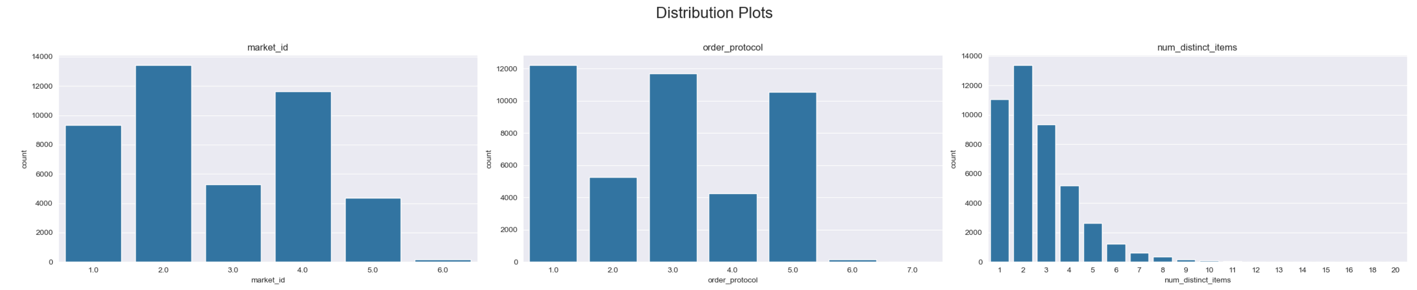 Distribution Plots
market_id
count
14000
12000
10000
8000
6000
4000
2000
0
1.0 2.0 3.0 4.0 5.0 6.0
market_id
order_protocol
count
12000
10000
8000
6000
4000
2000
0
1.0 2.0 3.0 4.0 5.0 6.0 7.0
order_protocol
num_distinct_items
count
14000
12000
10000
8000
6000
4000
2000
0
1 2 3 4 5 6 7 8 9 10 11 12 13 14 15 16 18 20
num_distinct_items